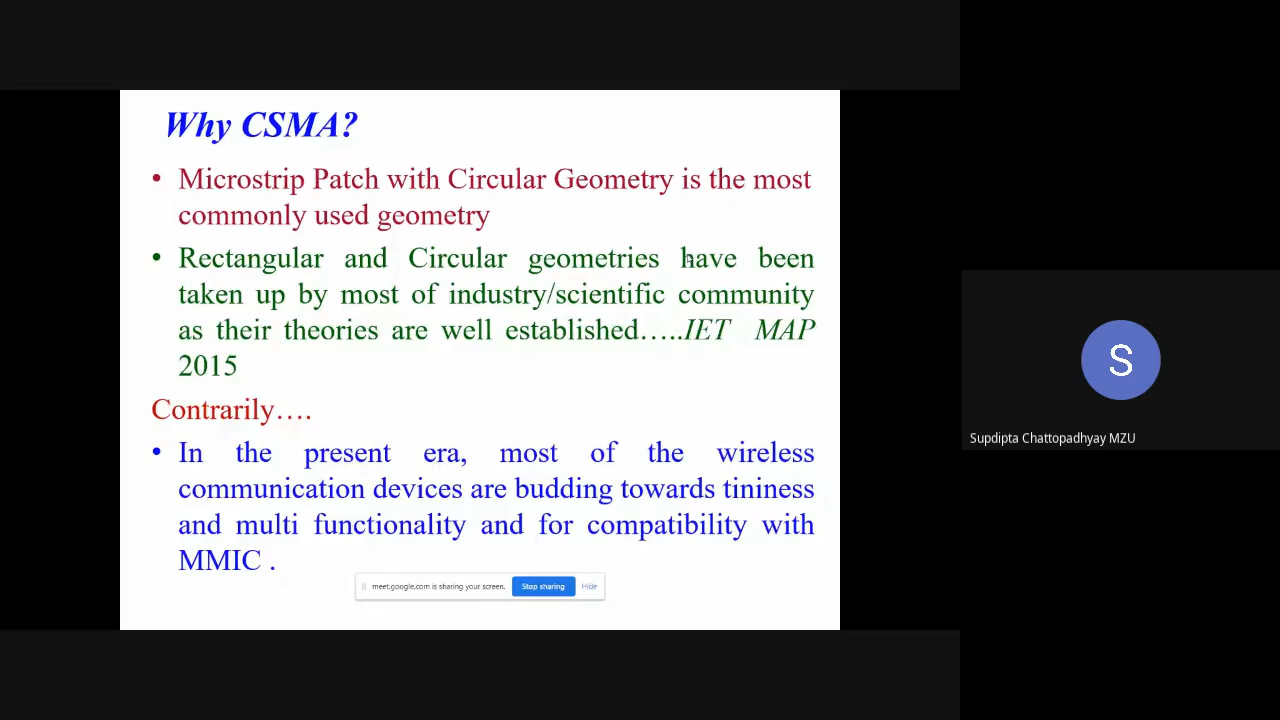 Why CSMA?
• Microstrip Patch with Circular Geometry is the most
commonly used geometry
• Rectangular and Circular geometries have been
taken up by most of industry/scientific community
as their theories are well established…..IET MAP
2015
Contrarily….
• In the present era, most of the wireless
communication devices are budding towards tininess
and multi functionality and for compatibility with
MMIC .
meet.google.com is sharing your screen. Stop sharing Hide
S
Supdipta Chattopadhyay MZU